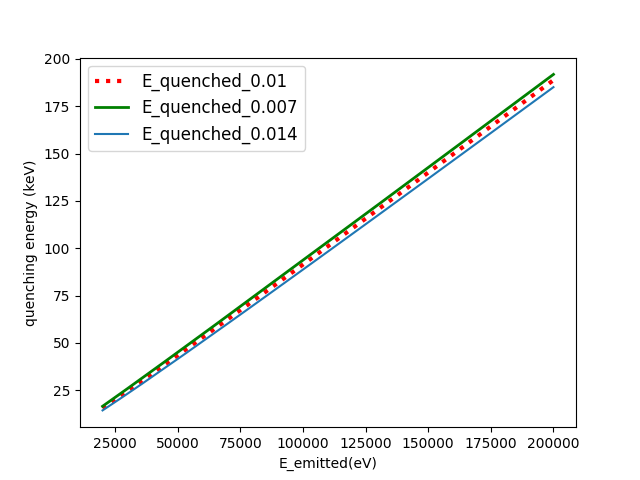 200
175
150
125
100
75
50
25
quenching energy (keV)
E_quenched_0.01
E_quenched_0.007
E_quenched_0.014
25000 50000 75000 100000 125000 150000 175000 200000
E_emitted(eV)